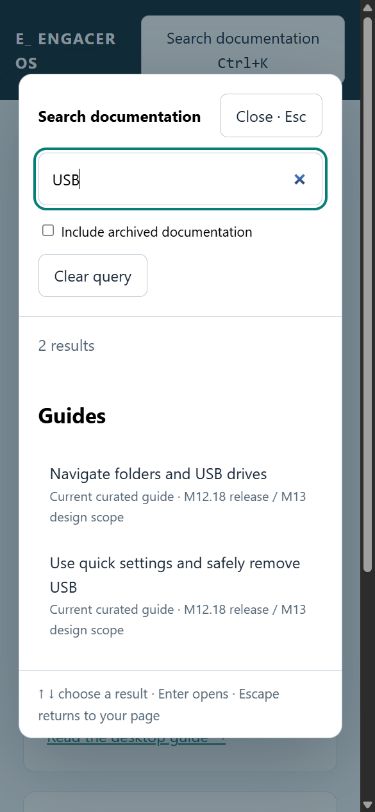 E_ ENGACER
OS
Search documentation
Ctrl+K
Search documentation
Close · Esc
USB
Include archived documentation
Clear query
2 results
Guides
Navigate folders and USB drives
Current curated guide · M12.18 release / M13
design scope
Use quick settings and safely remove
USB
Current curated guide · M12.18 release / M13
design scope
↑ ↓ choose a result · Enter opens · Escape
returns to your page
Read the desktop guide